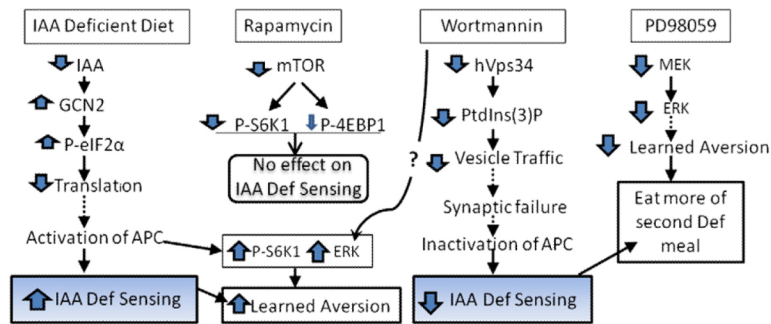 IAA Deficient Diet
IAA
GCN2
P-eIF2α
Translation
Activation of APC
IAA Def Sensing
Rapamycin
mTOR
P-S6K1 P-4EBP1
No effect on
IAA Def Sensing
P-S6K1 ERK
Learned Aversion
Wortmannin
?
hVps34
PtdIns(3)P
Vesicle Traffic
Synaptic failure
Inactivation of APC
IAA Def Sensing
PD98059
MEK
ERK
Learned Aversion
Eat more of
second Def
meal